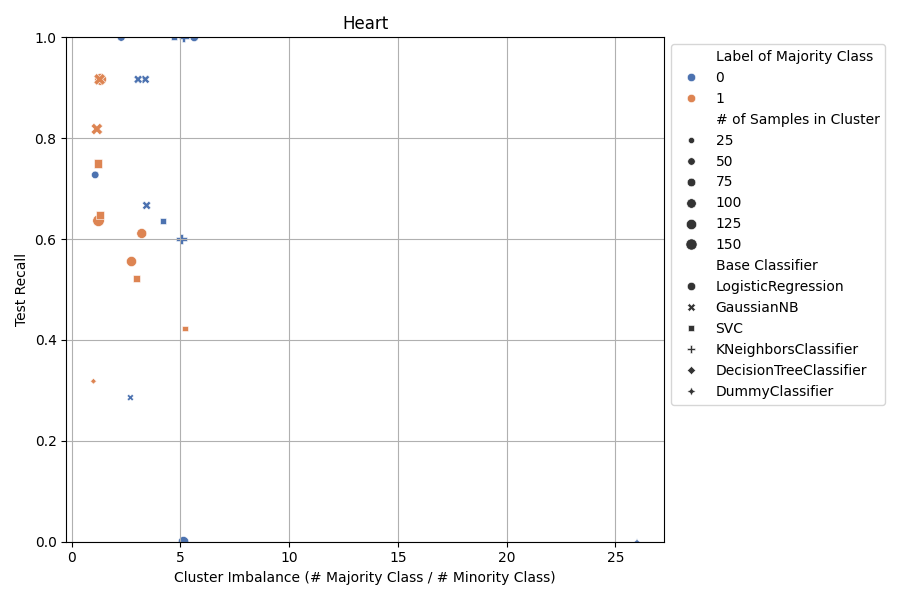 Heart
1.0
0.8
0.6
0.4
0.2
0.0
Test Recall
0
5
10
15
20
25
Cluster Imbalance (# Majority Class / # Minority Class)
Label of Majority Class
0
1
# of Samples in Cluster
25
50
75
100
125
150
Base Classifier
LogisticRegression
GaussianNB
SVC
KNeighborsClassifier
DecisionTreeClassifier
DummyClassifier